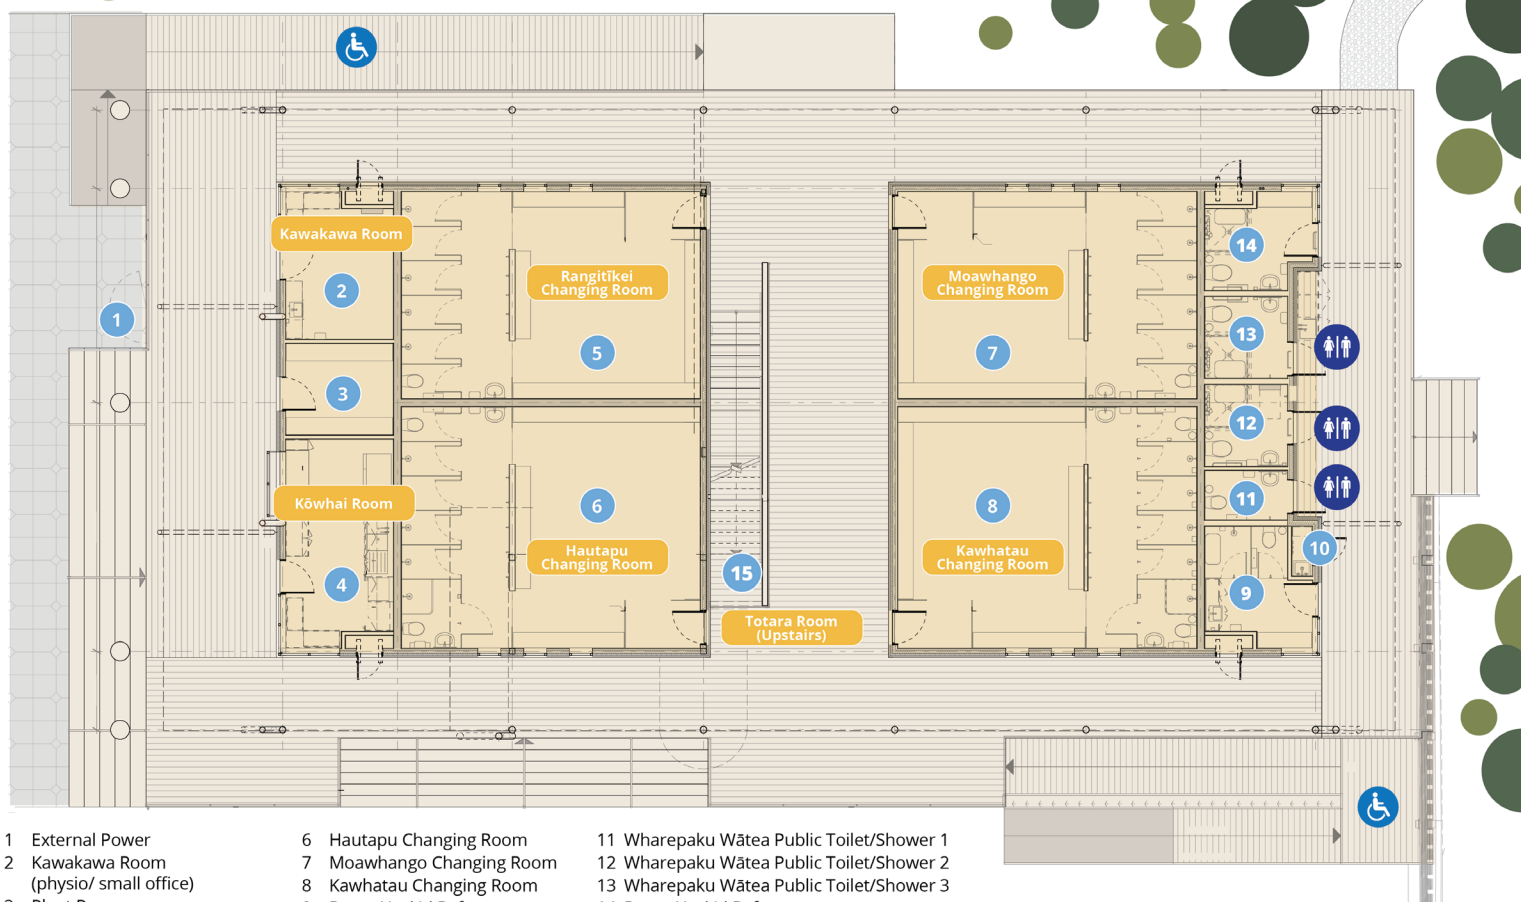 Kawakawa Room
2
1
3
Kōwhai Room
4
Rangitīkei
Changing Room
5
6
Hautapu
Changing Room
15
Totara Room
(Upstairs)
Moawhango
Changing Room
7
8
Kawhatau
Changing Room
14
13
12
11
10
9
1 External Power
2 Kawakawa Room
(physio/ small office)
6 Hautapu Changing Room
7 Moawhango Changing Room
8 Kawhatau Changing Room
11 Wharepaku Wātea Public Toilet/Shower 1
12 Wharepaku Wātea Public Toilet/Shower 2
13 Wharepaku Wātea Public Toilet/Shower 3